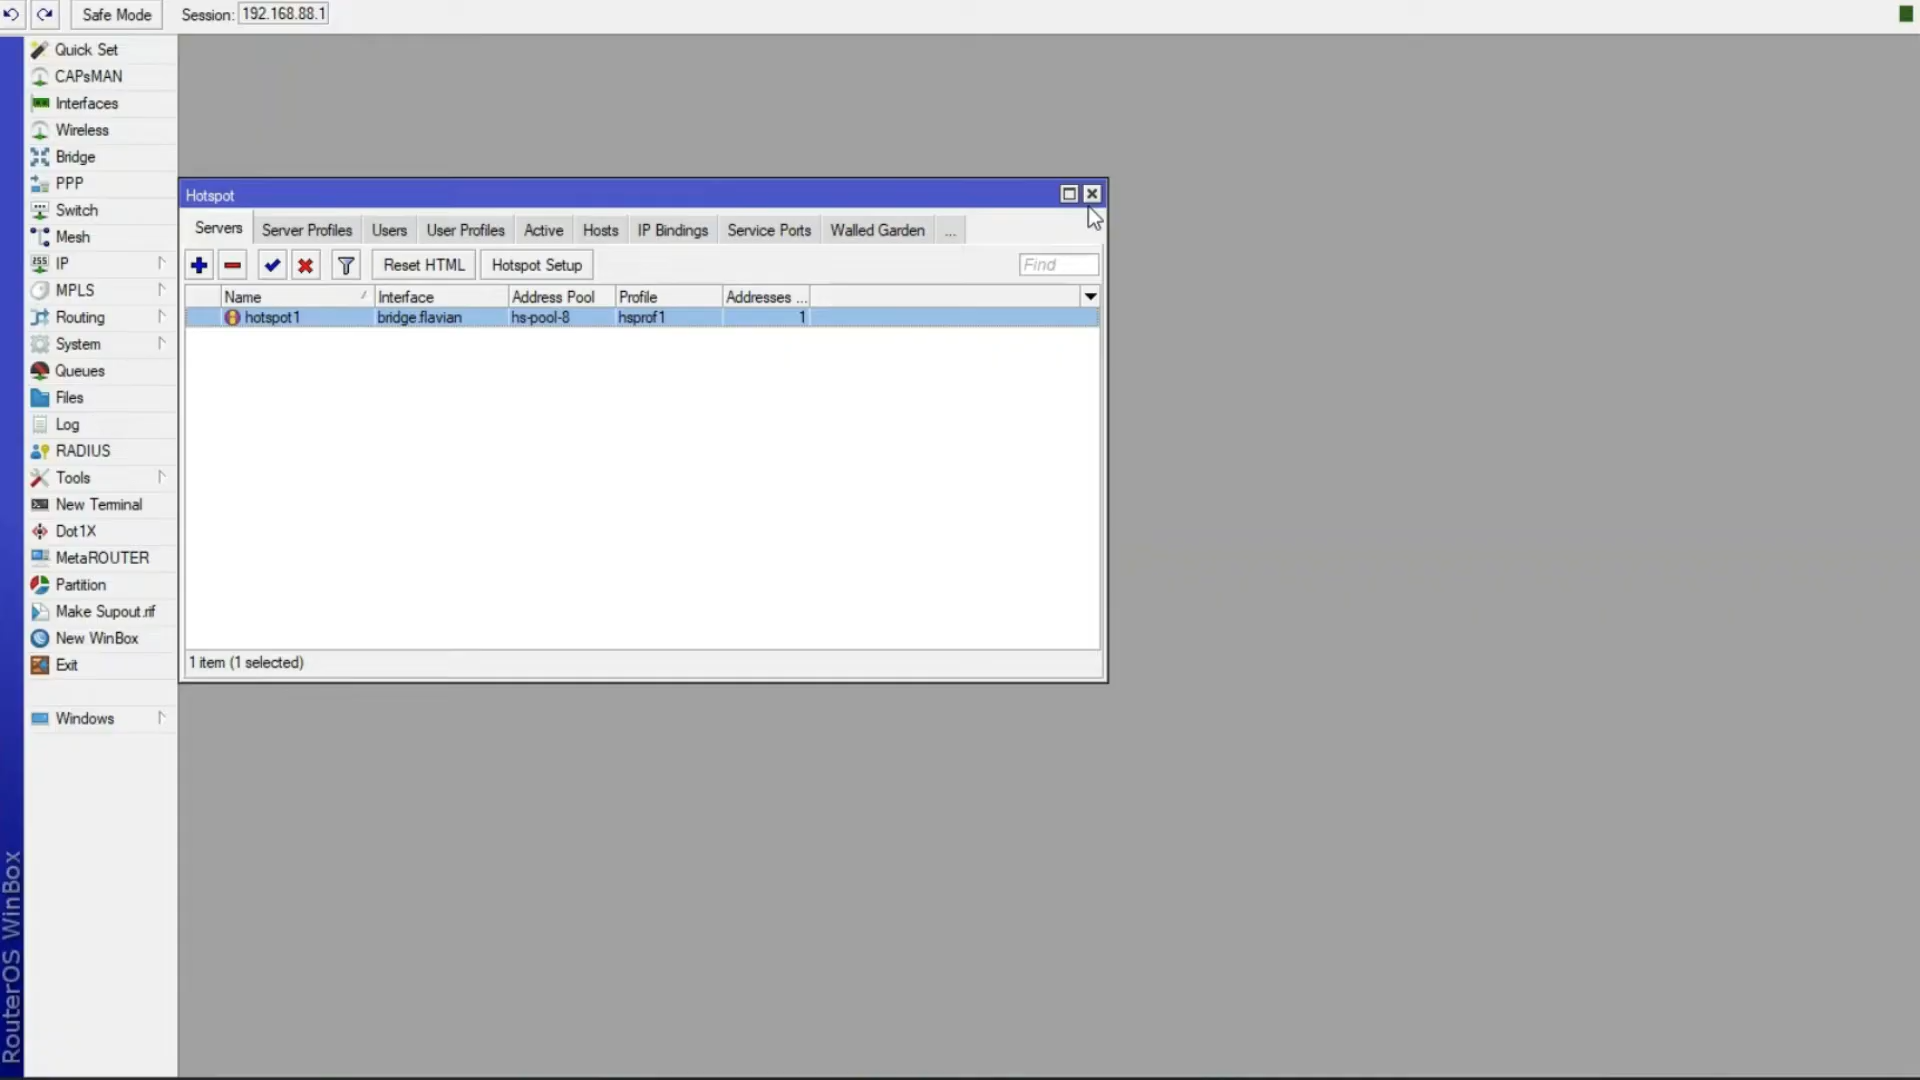 Safe Mode Session: 192.168.88.1
Quick Set
CAPsMAN
Interfaces
Wireless
Bridge
PPP
Switch
Mesh
IP
MPLS
Routing
System
Queues
Files
Log
RADIUS
Tools
New Terminal
Dot1X
MetaROUTER
Partition
Make Supout.rif
New WinBox
Exit
Windows
RouterOS WinBox
Hotspot
Servers Server Profiles Users User Profiles Active Hosts IP Bindings Service Ports Walled Garden ...
Reset HTML Hotspot Setup Find
Name Interface Address Pool Profile Addresses ...
hotspot1 bridge.flavian hs-pool-8 hsprof1 1
1 item (1 selected)